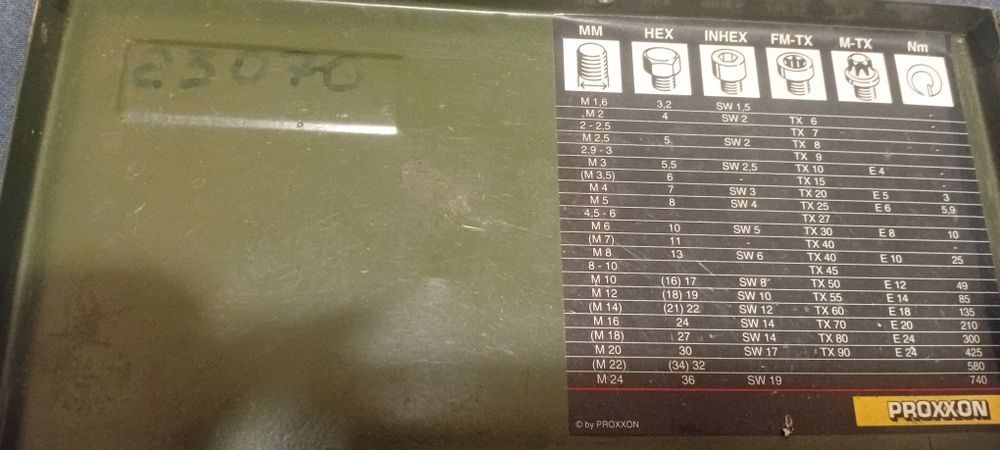 23070
MM HEX INHEX FM-TX M-TX Nm
M 1,6 3,2 SW 1,5 -
M 2 4 SW 2 TX 6 -
2 - 2,5 TX 7
M 2,5 5 SW 2 TX 8 -
2,9 - 3 TX 9
M 3 5,5 SW 2,5 TX 10 E 4 -
(M 3,5) 6 - TX 15 -
M 4 7 SW 3 TX 20 E 5 3
M 5 8 SW 4 TX 25 E 6 5,9
4,5 - 6 TX 27
M 6 10 SW 5 TX 30 E 8 10
(M 7) 11 - TX 40 -
M 8 13 SW 6 TX 40 E 10 25
8 - 10 TX 45
M 10 (16) 17 SW 8 TX 50 E 12 49
M 12 (18) 19 SW 10 TX 55 E 14 85
(M 14) (21) 22 SW 12 TX 60 E 18 135
M 16 24 SW 14 TX 70 E 20 210
(M 18) 27 SW 14 TX 80 E 24 300
M 20 30 SW 17 TX 90 E 24 425
(M 22) (34) 32 - 580
M 24 36 SW 19 740
PROXXON
© by PROXXON